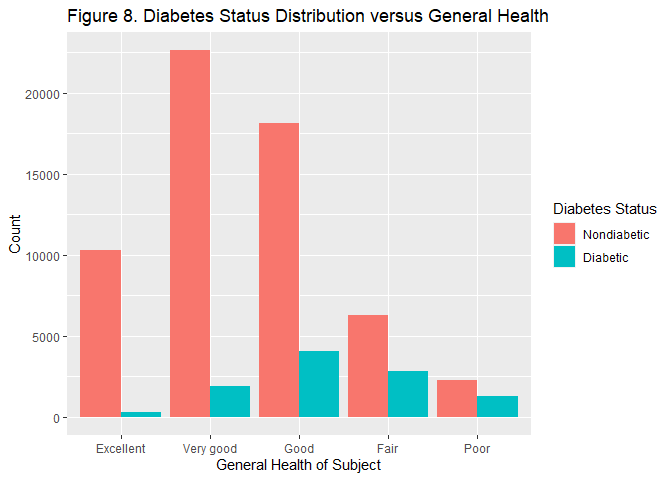 Figure 8. Diabetes Status Distribution versus General Health
Count
20000
15000
10000
5000
0
Excellent Very good Good Fair Poor
General Health of Subject
Diabetes Status
Nondiabetic
Diabetic